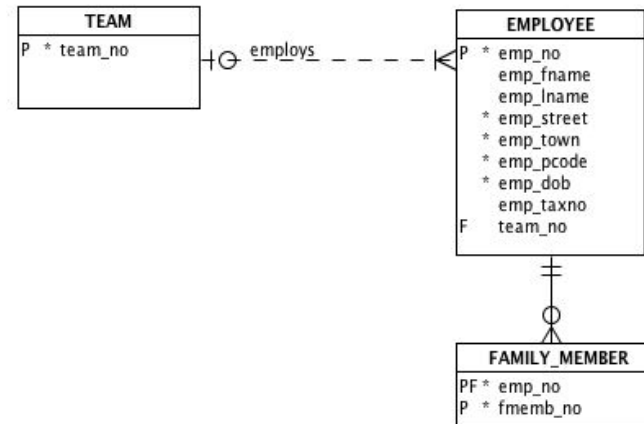 TEAM
P * team_no
employs
EMPLOYEE
P * emp_no
emp_fname
emp_lname
* emp_street
* emp_town
* emp_pcode
* emp_dob
emp_taxno
F team_no
FAMILY_MEMBER
PF * emp_no
P * fmemb_no